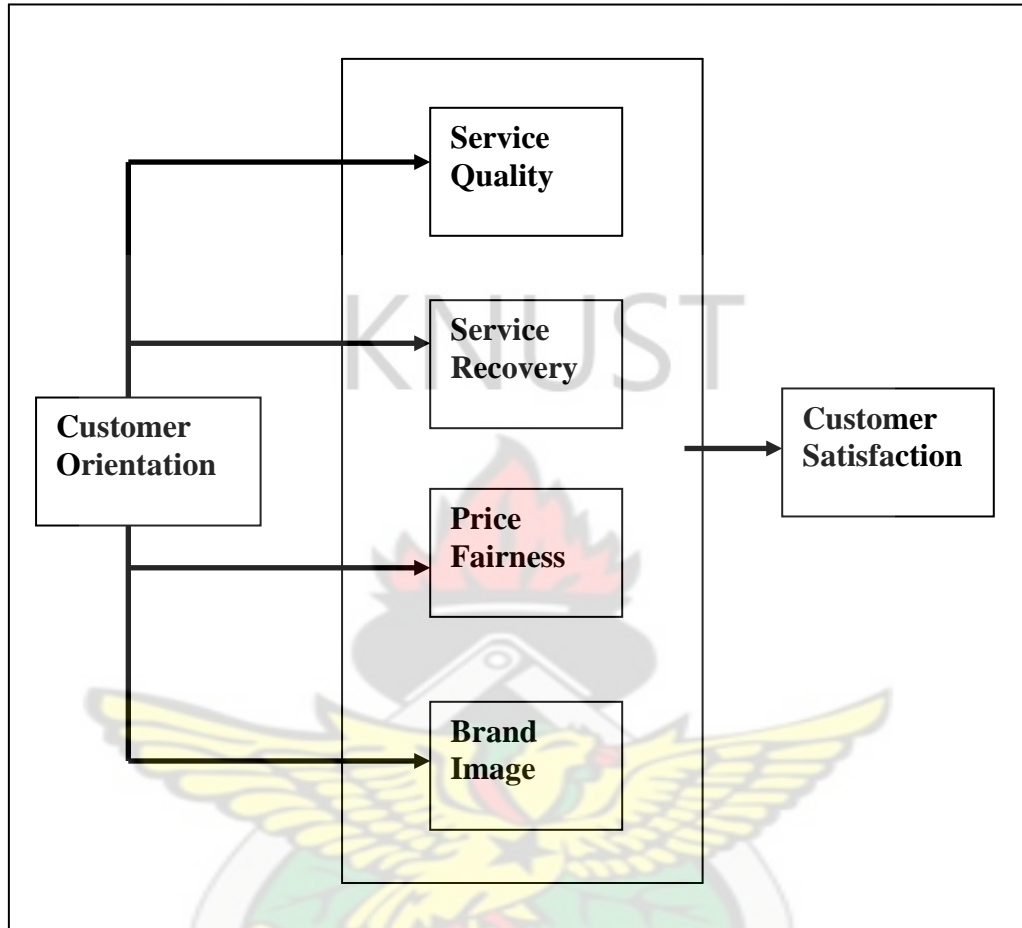 Service
Quality
KNUST
Service
Recovery
Customer
Orientation
Customer
Satisfaction
Price
Fairness
Brand
Image